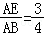 AE/AB = 3/4